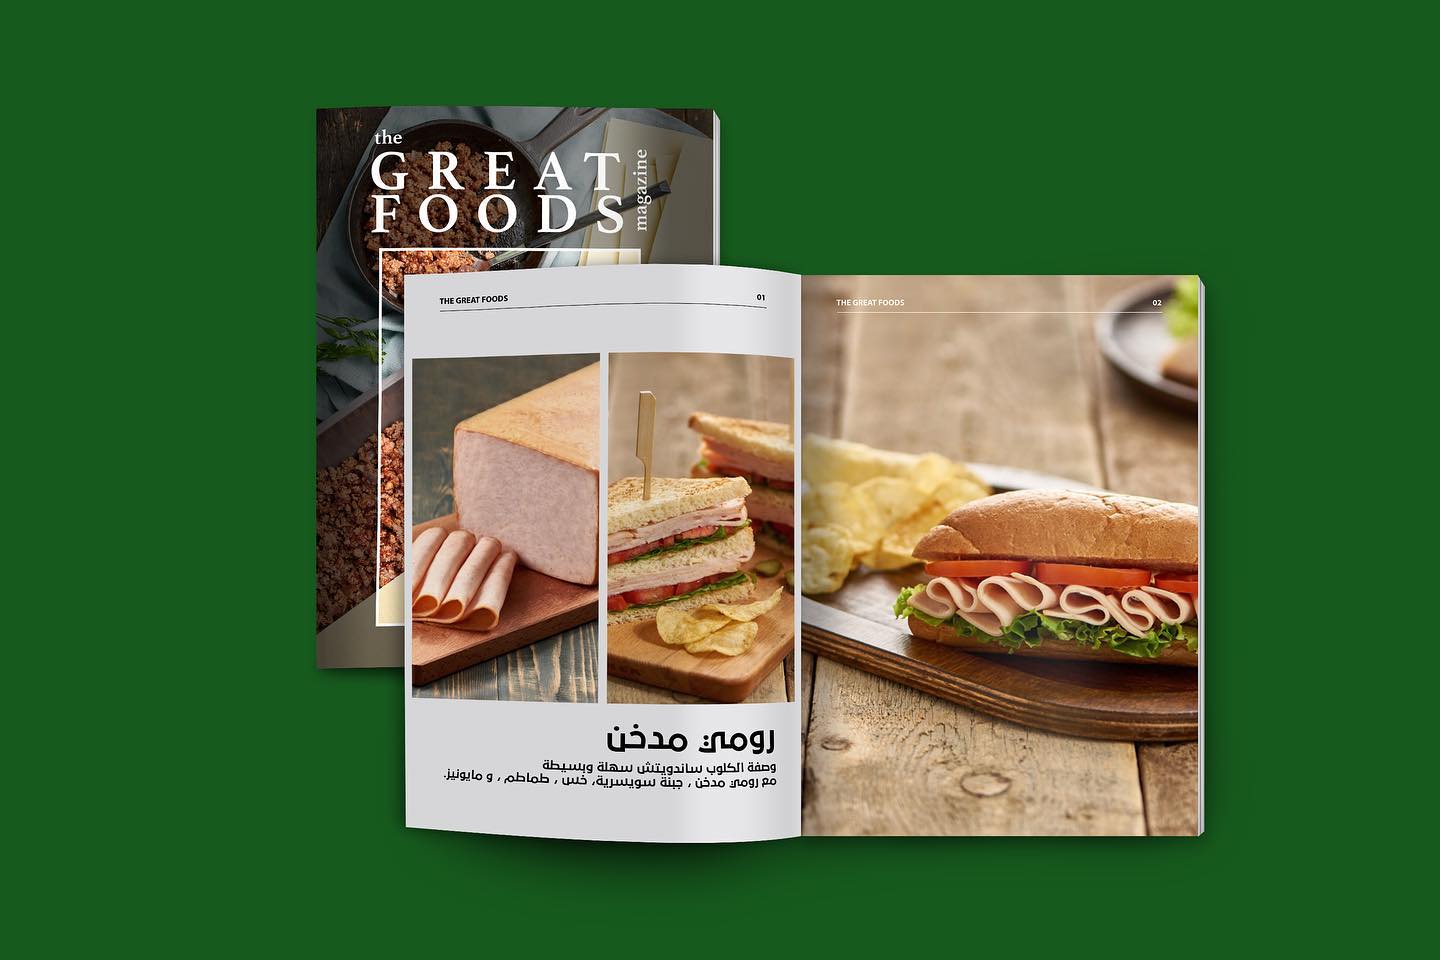 the
GREAT
FOODS
magazine
THE GREAT FOODS
01
رومي مدخن
وصفة الكلوب ساندويتش سهلة وبسيطة
مع رومي مدخن ، جبنة سويسرية، خس ، طماطم ، و مايونيز.
THE GREAT FOODS
02